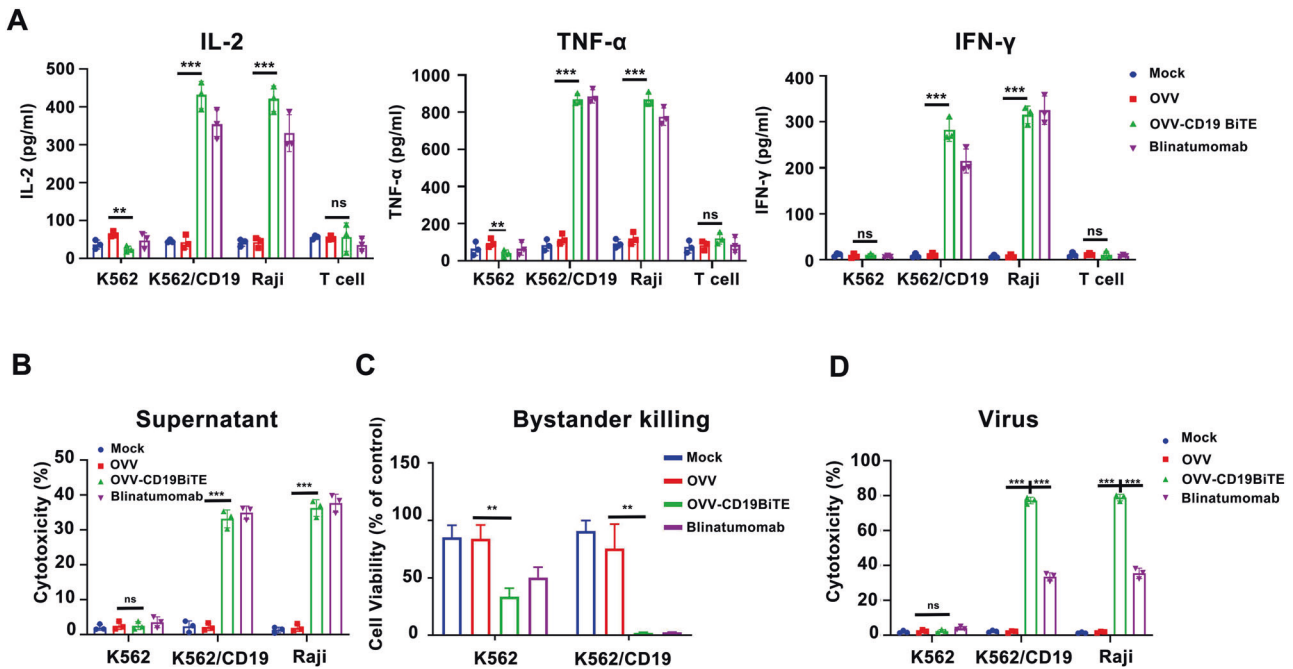 A
IL-2
IL-2 (pg/ml)
500
400
300
200
100
0
**
***
***
ns
K562
K562/CD19
Raji
T cell
TNF-α
TNF-α (pg/ml)
1000
800
600
400
200
0
**
***
***
ns
K562
K562/CD19
Raji
T cell
IFN-γ
IFN-γ (pg/ml)
400
300
200
100
0
ns
***
***
ns
K562
K562/CD19
Raji
T cell
Mock
OVV
OVV-CD19 BiTE
Blinatumomab
B
Supernatant
Cytotoxicity (%)
50
40
30
20
10
0
Mock
OVV
OVV-CD19BiTE
Blinatumomab
ns
***
***
K562
K562/CD19
Raji
C
Bystander killing
Cell Viability (% of control)
150
100
50
0
**
**
K562
K562/CD19
Mock
OVV
OVV-CD19BiTE
Blinatumomab
D
Virus
Cytotoxicity (%)
100
80
60
40
20
0
ns
*** ***
*** ***
K562
K562/CD19
Raji
Mock
OVV
OVV-CD19BiTE
Blinatumomab